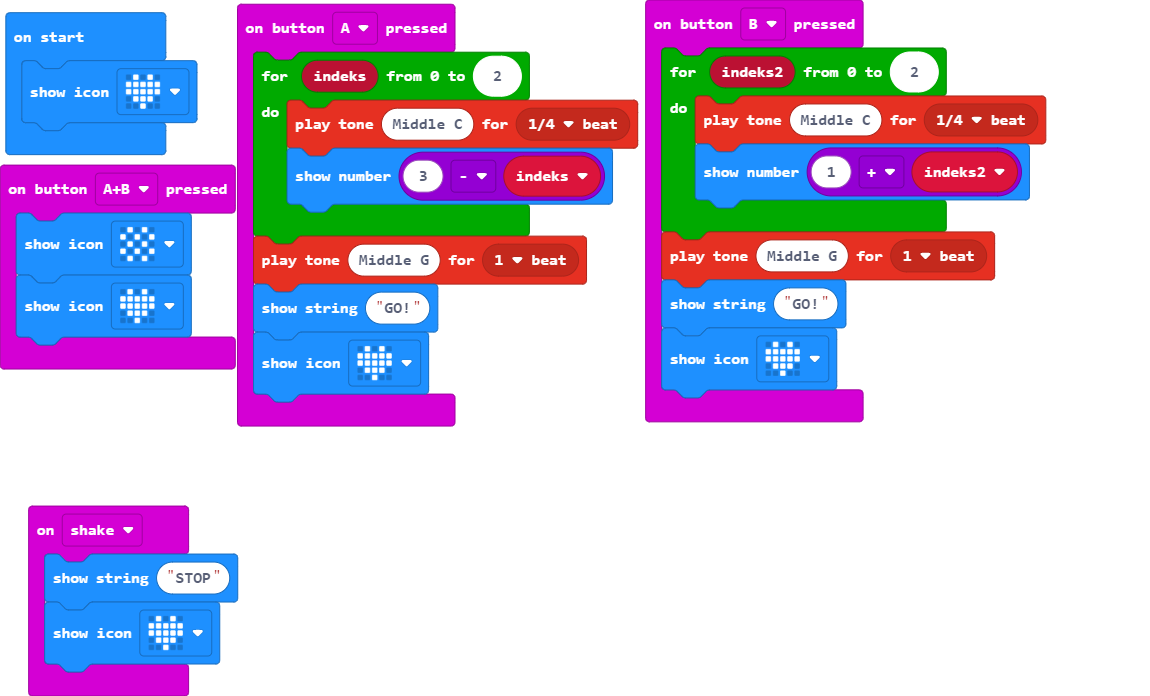 on start
show icon
on button A+B pressed
show icon
show icon
on button A pressed
for indeks from 0 to 2
do
play tone Middle C for 1/4 beat
show number 3 - indeks
play tone Middle G for 1 beat
show string "GO!"
show icon
on button B pressed
for indeks2 from 0 to 2
do
play tone Middle C for 1/4 beat
show number 1 + indeks2
play tone Middle G for 1 beat
show string "GO!"
show icon
on shake
show string "STOP"
show icon